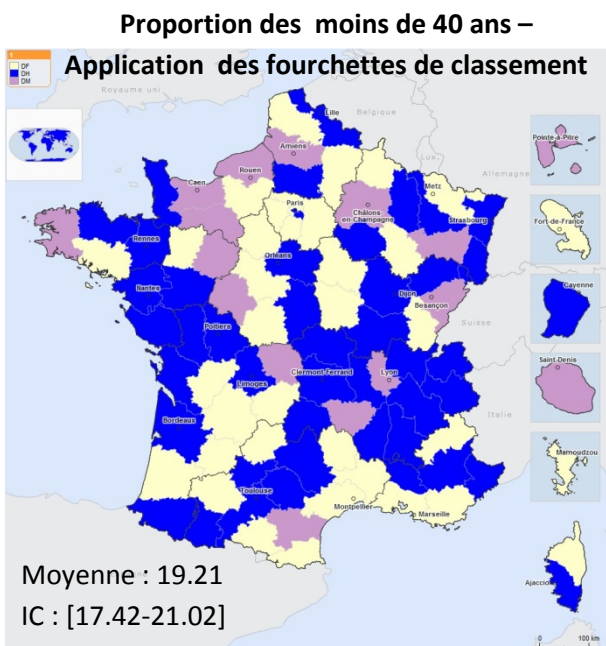 Proportion des moins de 40 ans –
Application des fourchettes de classement
1
DF
DH
DM
Royaume uni
Belgique
Lille
Pointe-à-Pitre
Amiens
Lux.
Allemagne
Rouen
Caen
Metz
Châlons
en-Champagne
Paris
Strasbourg
Fort-de-France
Rennes
Orléans
Nantes
Dijon
Besançon
Cayenne
Suisse
Poitiers
Saint-Denis
Clermont-Ferrand
Lyon
Limoges
Italie
Bordeaux
Mamoudzou
Toulouse
Montpellier
Marseille
Moyenne : 19.21
Ajaccio
IC : [17.42-21.02]
0 100 km